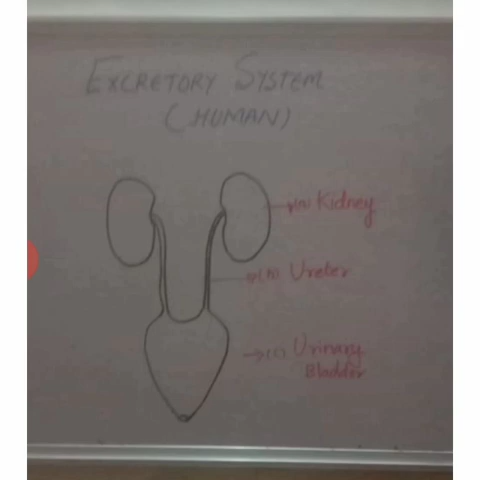 EXCRETORY SYSTEM
(HUMAN)
(a) Kidney
(b) Ureter
(c) Urinary
Bladder